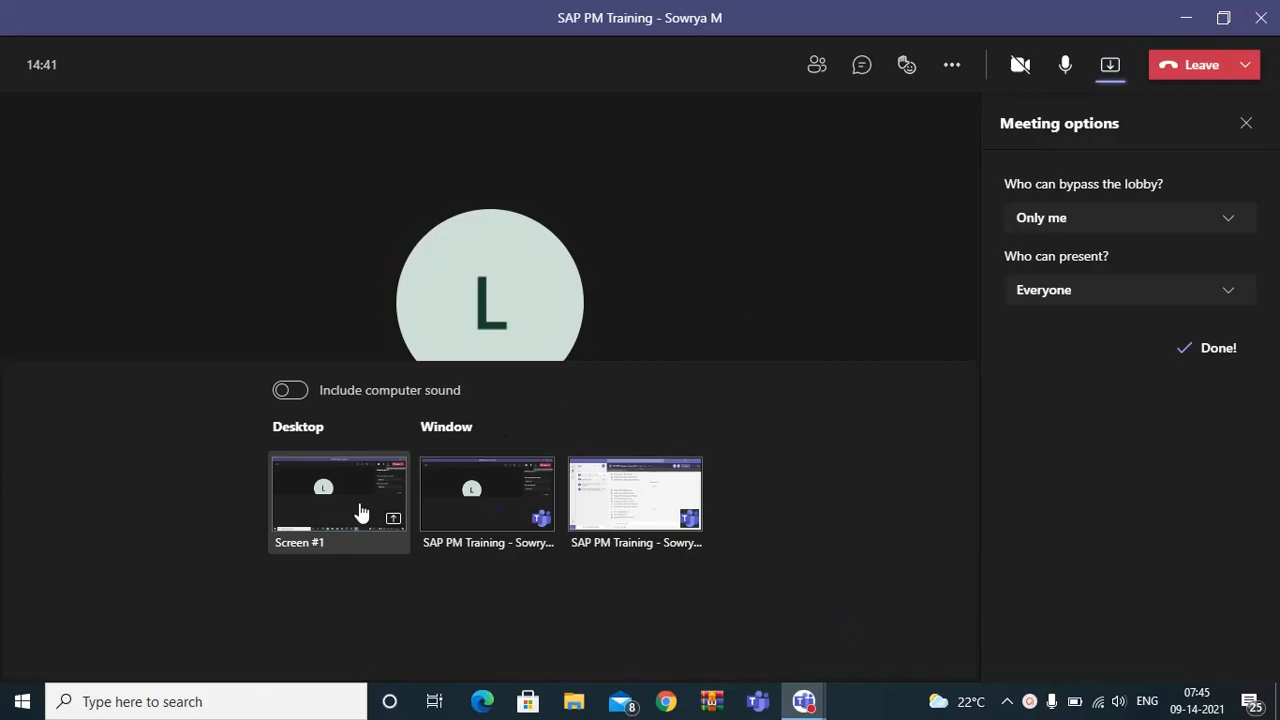 SAP PM Training - Sowrya M
14:41
Leave
Meeting options
Who can bypass the lobby?
Only me
Who can present?
Everyone
Done!
L
Include computer sound
Desktop
Window
Screen #1
SAP PM Training - Sowry...
SAP PM Training - Sowry...
Type here to search
8
22°C
ENG
07:45
09-14-2021
25